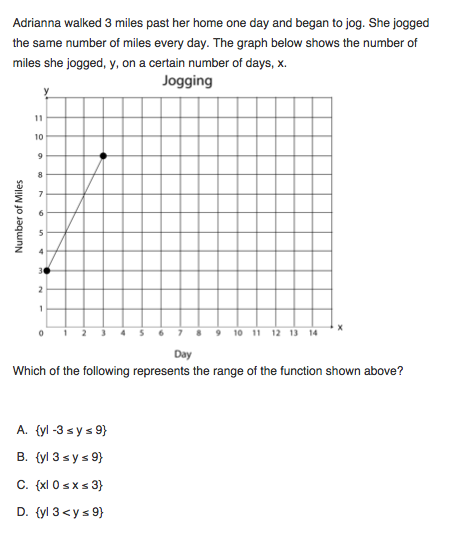 Adrianna walked 3 miles past her home one day and began to jog. She jogged
the same number of miles every day. The graph below shows the number of
miles she jogged, y, on a certain number of days, x.
Jogging
y
11
10
9
8
7
6
5
4
3
2
1
Number of Miles
0 1 2 3 4 5 6 7 8 9 10 11 12 13 14 x
Day
Which of the following represents the range of the function shown above?
A. {y| -3 ≤ y ≤ 9}
B. {y| 3 ≤ y ≤ 9}
C. {x| 0 ≤ x ≤ 3}
D. {y| 3 < y ≤ 9}